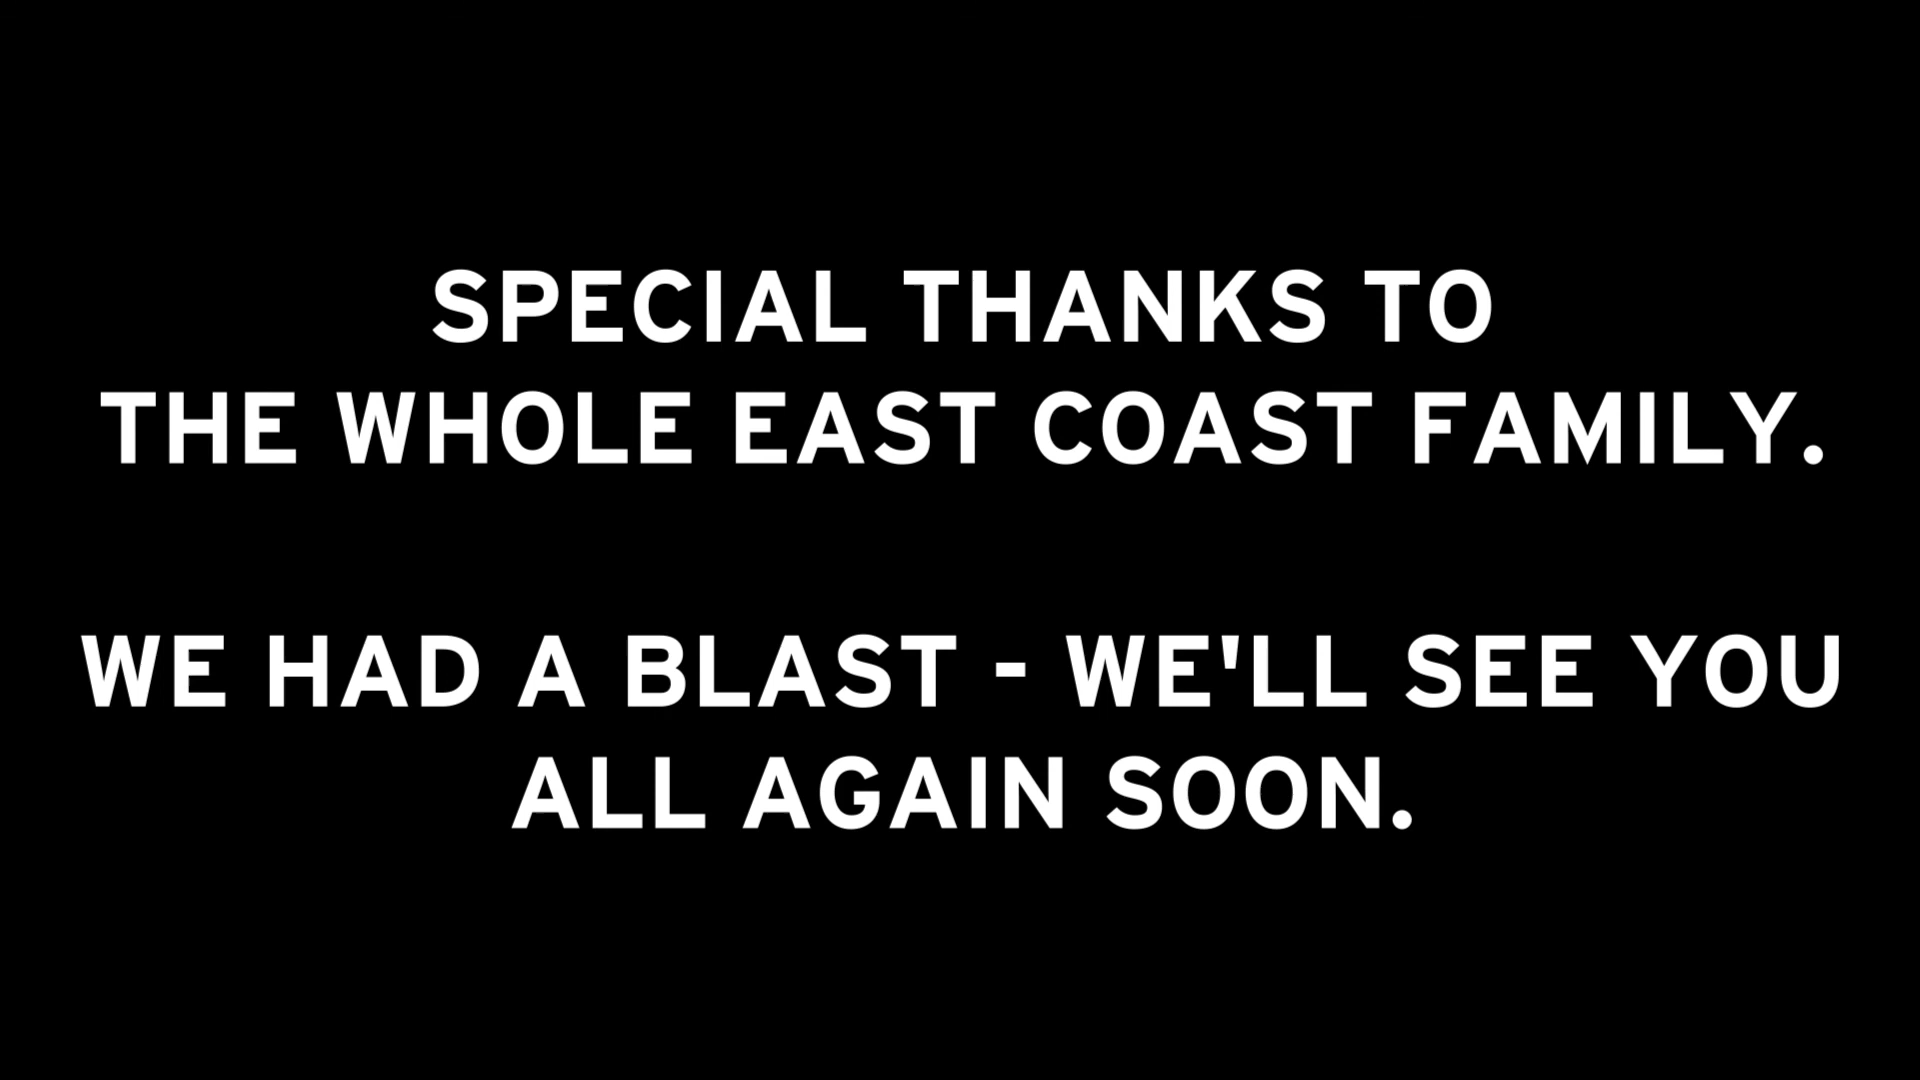 SPECIAL THANKS TO
THE WHOLE EAST COAST FAMILY.
WE HAD A BLAST - WE'LL SEE YOU
ALL AGAIN SOON.